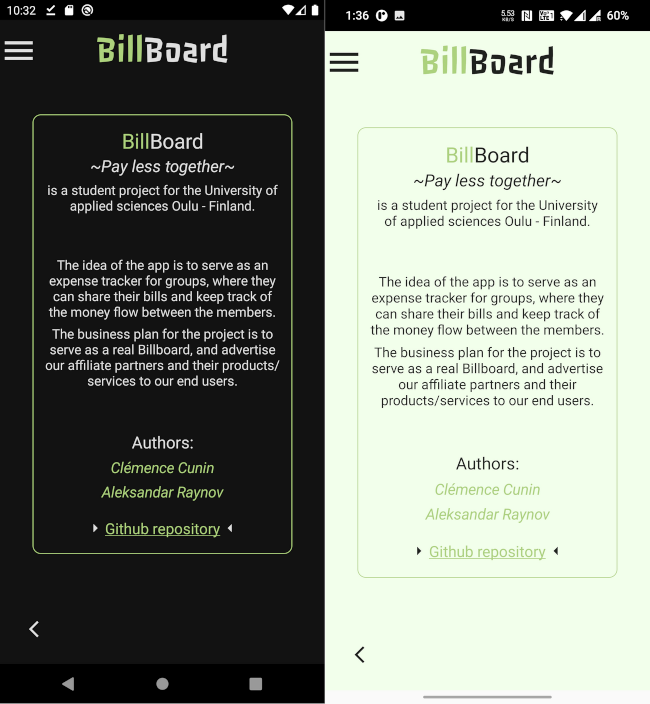 10:32
BillBoard
BillBoard
~Pay less together~
is a student project for the University of
applied sciences Oulu - Finland.
The idea of the app is to serve as an
expense tracker for groups, where they
can share their bills and keep track of
the money flow between the members.
The business plan for the project is to
serve as a real Billboard, and advertise
our affiliate partners and their products/
services to our end users.
Authors:
Clémence Cunin
Aleksandar Raynov
Github repository
1:36 5.53 KB/S 60%
BillBoard
BillBoard
~Pay less together~
is a student project for the University
of applied sciences Oulu - Finland.
The idea of the app is to serve as an
expense tracker for groups, where they
can share their bills and keep track of
the money flow between the members.
The business plan for the project is to
serve as a real Billboard, and advertise
our affiliate partners and their
products/services to our end users.
Authors:
Clémence Cunin
Aleksandar Raynov
Github repository